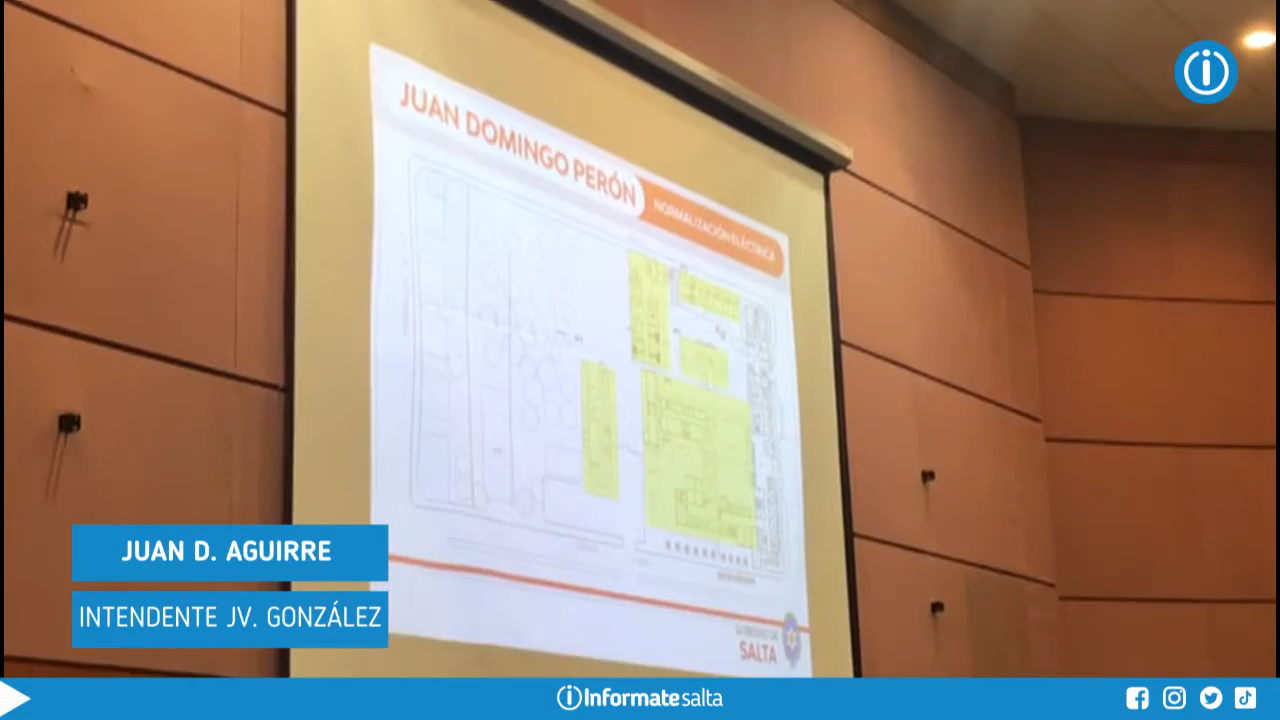 JUAN DOMINGO PERÓN
NORMALIZACIÓN ELÉCTRICA
GOBIERNO DE
SALTA
JUAN D. AGUIRRE
INTENDENTE JV. GONZÁLEZ
Informate salta